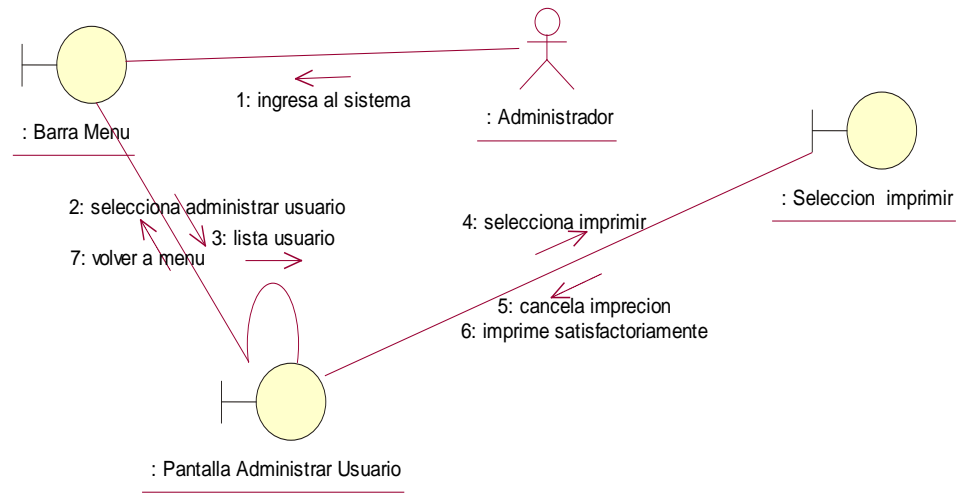 1: ingresa al sistema
: Administrador
: Barra Menu
: Seleccion imprimir
2: selecciona administrar usuario
3: lista usuario
7: volver a menu
4: selecciona imprimir
5: cancela imprecion
6: imprime satisfactoriamente
: Pantalla Administrar Usuario